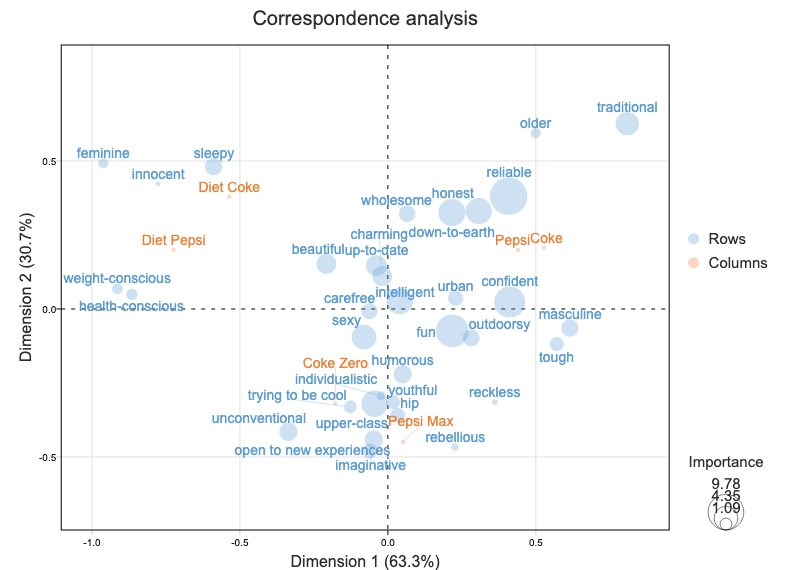 Correspondence analysis
traditional
older
feminine
sleepy
0.5
innocent
reliable
Diet Coke
honest
wholesome
charming
down-to-earth
Diet Pepsi
Pepsi
Coke
Rows
beautiful
up-to-date
Columns
weight-conscious
confident
urban
intelligent
carefree
health-conscious
0.0
masculine
sexy
outdoorsy
fun
tough
Coke Zero
humorous
individualistic
youthful
reckless
trying to be cool
hip
unconventional
upper-class
Pepsi Max
rebellious
open to new experiences
-0.5
imaginative
Importance
9.78
4.35
1.09
-1.0
-0.5
0.0
0.5
Dimension 1 (63.3%)
Dimension 2 (30.7%)